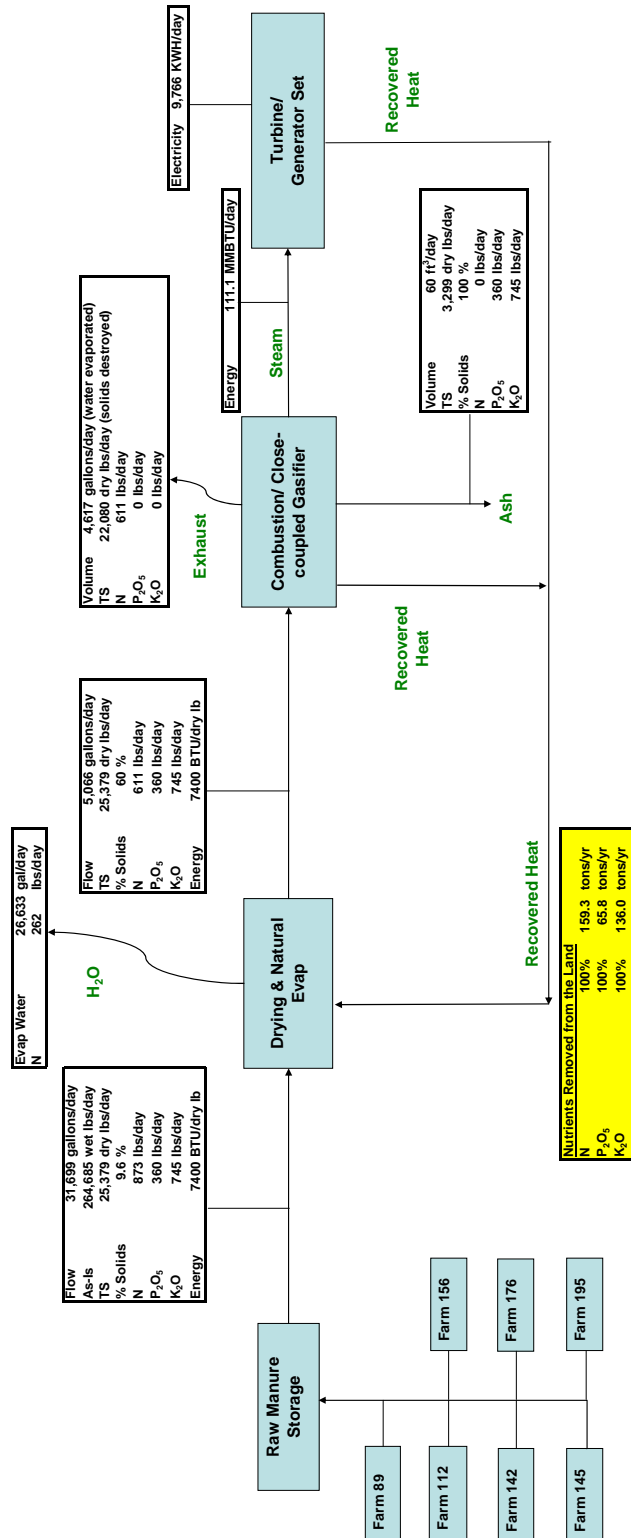 Farm 89
Farm 112
Farm 142
Farm 145
Farm 156
Farm 176
Farm 195
Raw Manure
Storage
Flow 31,699 gallons/day
As-Is 264,685 wet lbs/day
TS 25,379 dry lbs/day
% Solids 9.6 %
N 873 lbs/day
P₂O₅ 360 lbs/day
K₂O 745 lbs/day
Energy 7400 BTU/dry lb
Evap Water 26,633 gal/day
N 262 lbs/day
H₂O
Drying & Natural
Evap
Flow 5,066 gallons/day
TS 25,379 dry lbs/day
% Solids 60 %
N 611 lbs/day
P₂O₅ 360 lbs/day
K₂O 745 lbs/day
Energy 7400 BTU/dry lb
Volume 4,617 gallons/day (water evaporated)
TS 22,080 dry lbs/day (solids destroyed)
N 611 lbs/day
P₂O₅ 0 lbs/day
K₂O 0 lbs/day
Exhaust
Combustion/ Close-
coupled Gasifier
Energy 111.1 MMBTU/day
Steam
Electricity 9,766 KWH/day
Turbine/
Generator Set
Recovered
Heat
Volume 60 ft³/day
TS 3,299 dry lbs/day
% Solids 100 %
N 0 lbs/day
P₂O₅ 360 lbs/day
K₂O 745 lbs/day
Ash
Recovered
Heat
Recovered Heat
Nutrients Removed from the Land
N 100% 159.3 tons/yr
P₂O₅ 100% 65.8 tons/yr
K₂O 100% 136.0 tons/yr